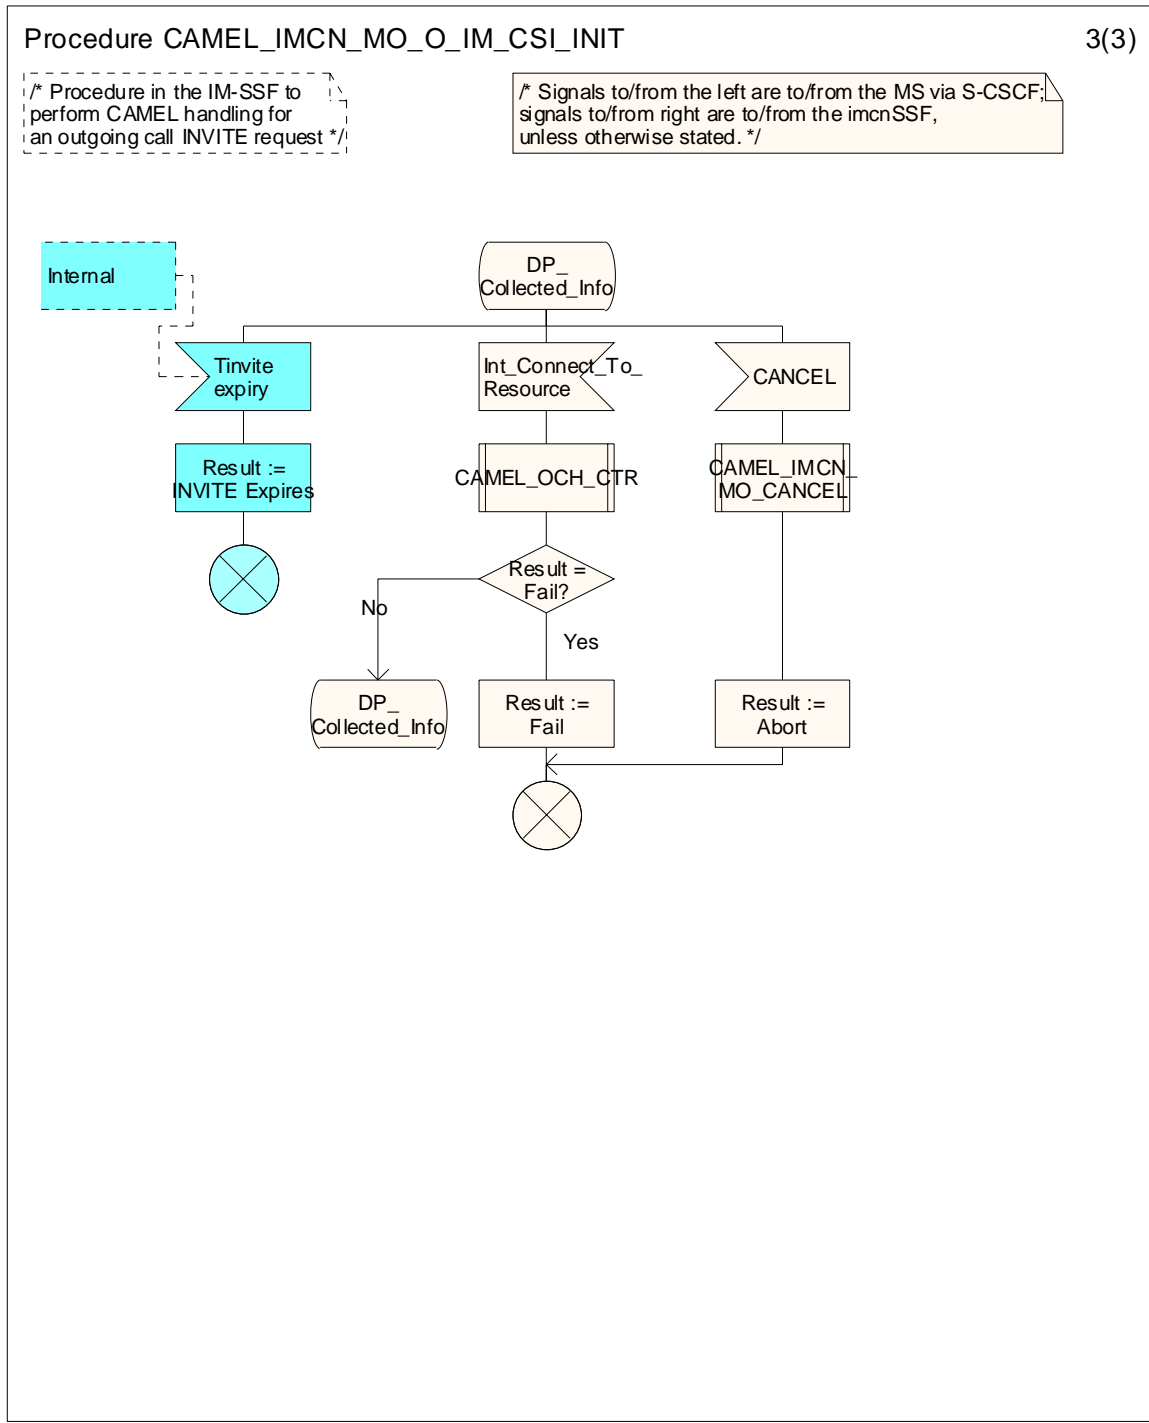 Procedure CAMEL_IMCN_MO_O_IM_CSI_INIT
3(3)
/* Procedure in the IM-SSF to
perform CAMEL handling for
an outgoing call INVITE request */
/* Signals to/from the left are to/from the MS via S-CSCF;
signals to/from right are to/from the imcnSSF,
unless otherwise stated. */
Internal
DP_
Collected_Info
Tinvite
expiry
Int_Connect_To_
Resource
CANCEL
Result :=
INVITE Expires
CAMEL_OCH_CTR
CAMEL_IMCN_
MO_CANCEL
Result =
Fail?
No
Yes
DP_
Collected_Info
Result :=
Fail
Result :=
Abort